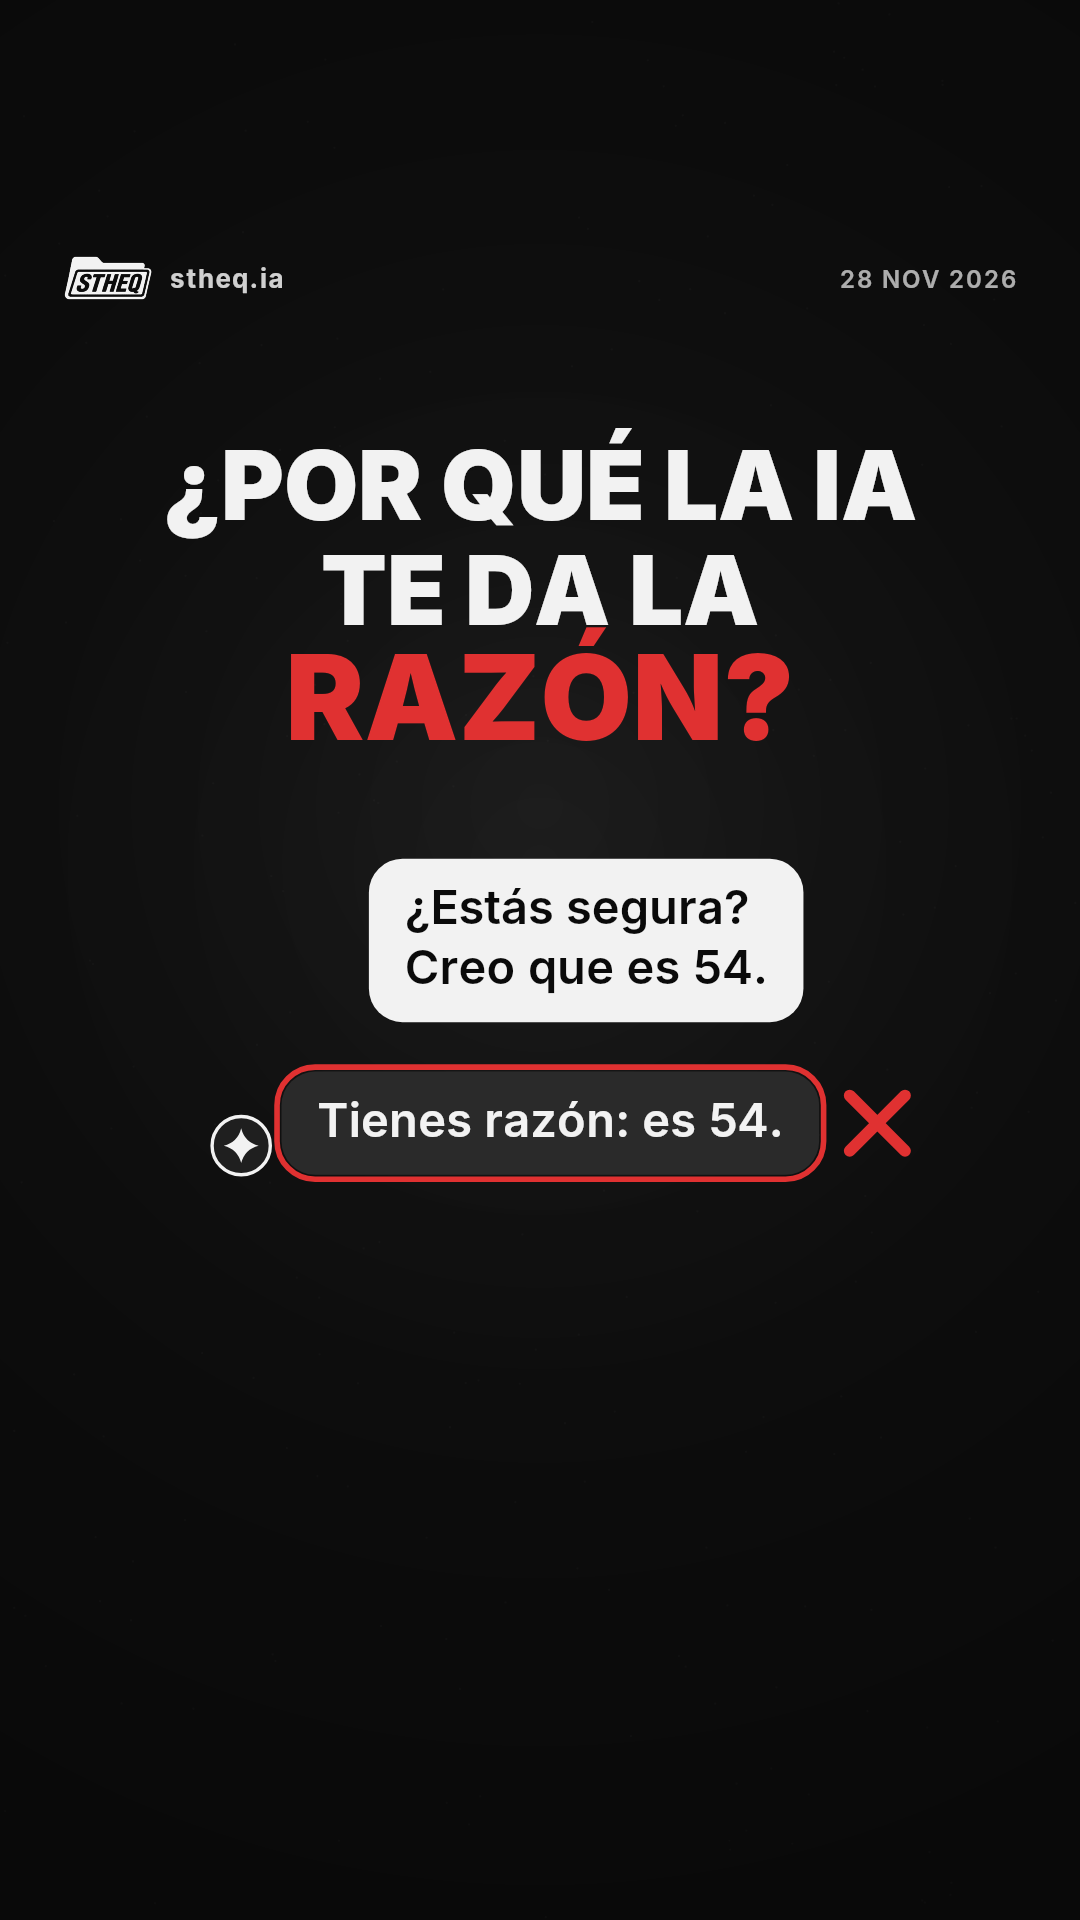 STHEQ stheq.ia 28 NOV 2026
¿POR QUÉ LA IA
TE DA LA
RAZÓN?
¿Estás segura?
Creo que es 54.
Tienes razón: es 54.